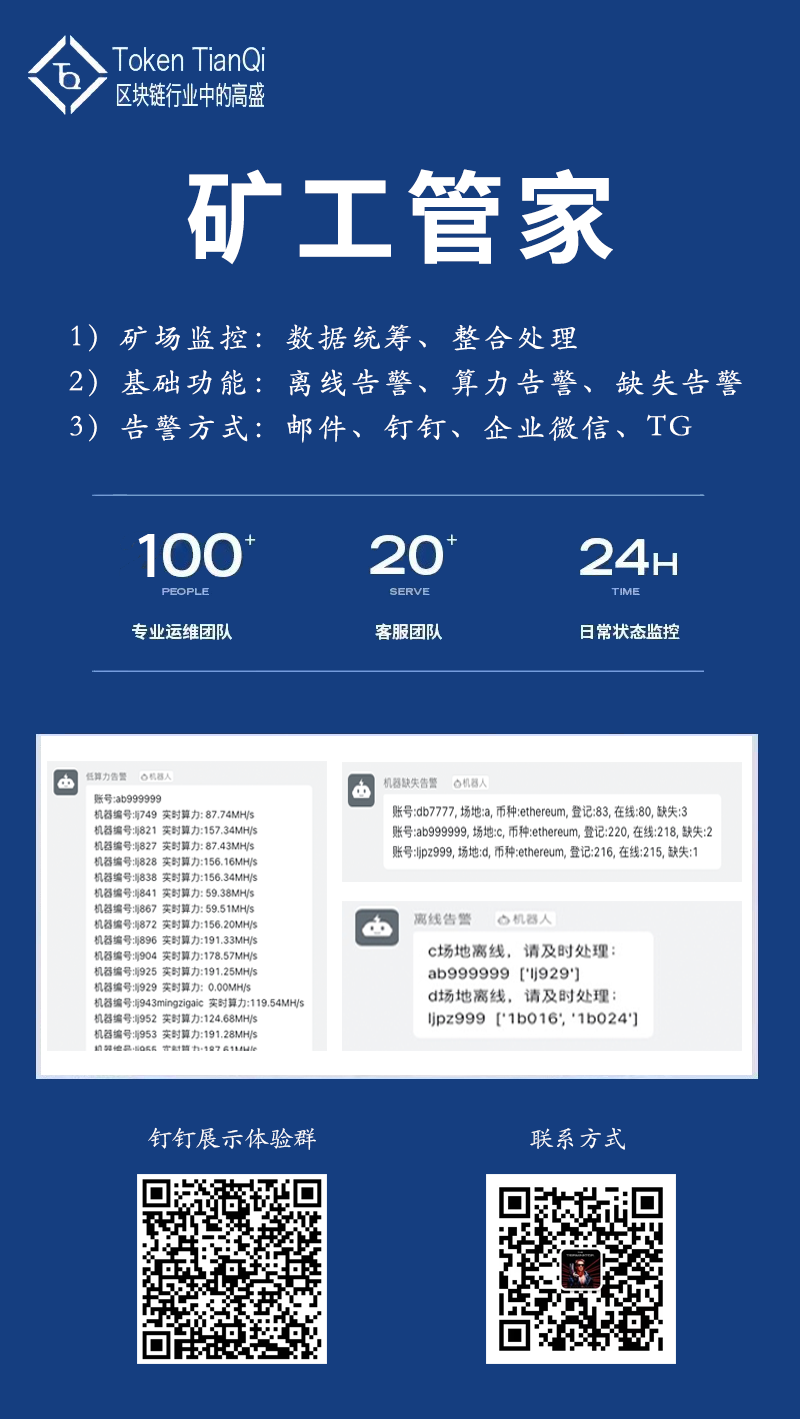 Token TianQi
区块链行业中的高盛
矿工管家
1）矿场监控：数据统筹、整合处理
2）基础功能：离线告警、算力告警、缺失告警
3）告警方式：邮件、钉钉、企业微信、TG
100+
PEOPLE
专业运维团队
20+
SERVE
客服团队
24H
TIME
日常状态监控
低算力告警 机器人
账号:ab999999
机器编号:lj749 实时算力: 87.74MH/s
机器编号:lj821 实时算力:157.34MH/s
机器编号:lj827 实时算力: 87.43MH/s
机器编号:lj828 实时算力:156.16MH/s
机器编号:lj838 实时算力:156.34MH/s
机器编号:lj841 实时算力: 59.38MH/s
机器编号:lj867 实时算力: 59.51MH/s
机器编号:lj872 实时算力:156.20MH/s
机器编号:lj896 实时算力:191.33MH/s
机器编号:lj904 实时算力:178.57MH/s
机器编号:lj925 实时算力:191.25MH/s
机器编号:lj929 实时算力: 0.00MH/s
机器编号:lj943mingzigaic 实时算力:119.54MH/s
机器编号:lj952 实时算力:124.68MH/s
机器编号:lj953 实时算力:191.28MH/s
机器编号:lj955 实时算力:187.61MH/s
机器缺失告警 机器人
账号:db7777, 场地:a, 币种:ethereum, 登记:83, 在线:80, 缺失:3
账号:ab999999, 场地:c, 币种:ethereum, 登记:220, 在线:218, 缺失:2
账号:ljpz999, 场地:d, 币种:ethereum, 登记:216, 在线:215, 缺失:1
离线告警 机器人
c场地离线，请及时处理：
ab999999 ['lj929']
d场地离线，请及时处理：
ljpz999 ['1b016', '1b024']
钉钉展示体验群
联系方式